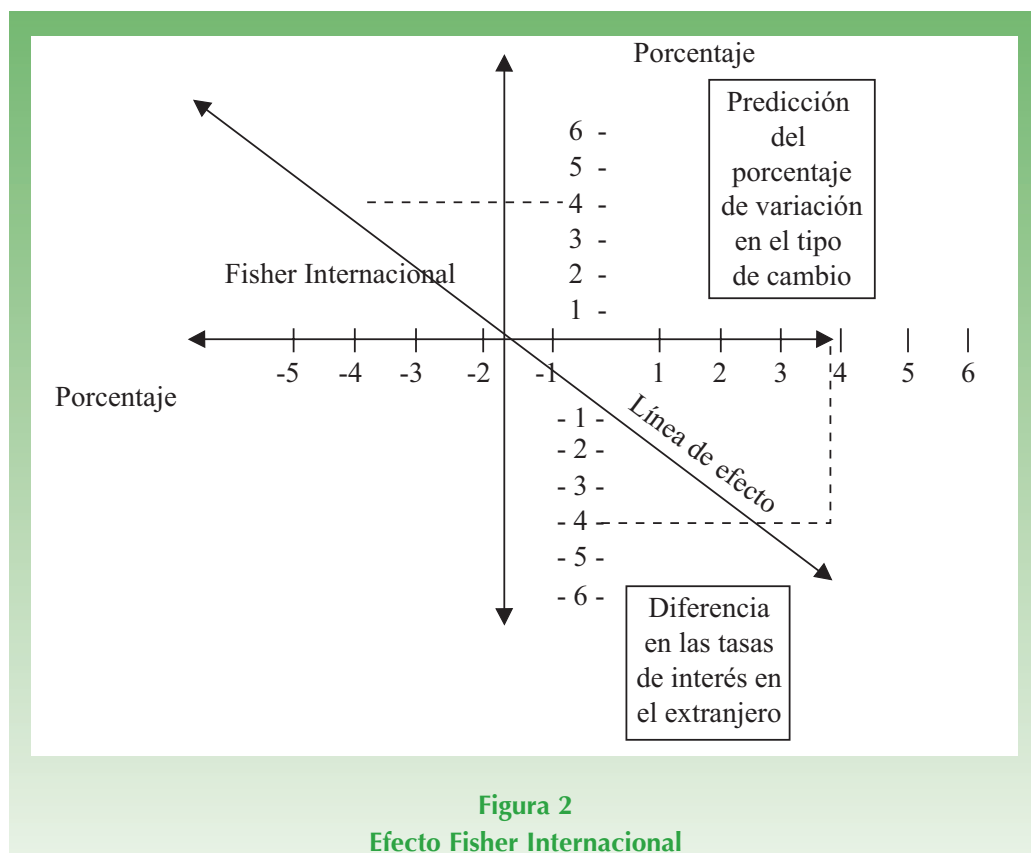 Porcentaje
Predicción
del
porcentaje
de variación
en el tipo
de cambio
6 -
5 -
4 -
3 -
2 -
1 -
Fisher Internacional
-5 -4 -3 -2 -1 1 2 3 4 5 6
Porcentaje
Línea de efecto
- 1 -
- 2 -
- 3 -
- 4 -
- 5 -
- 6 -
Diferencia
en las tasas
de interés en
el extranjero
Figura 2
Efecto Fisher Internacional